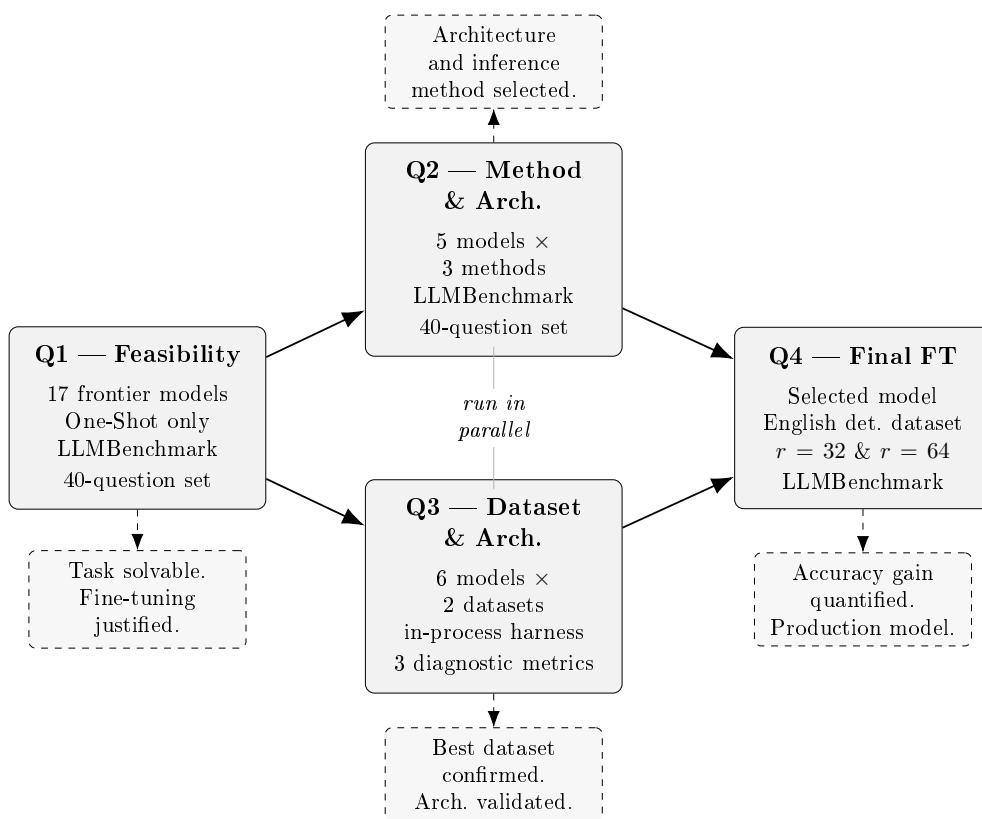 Architecture
and inference
method selected.
Q2 — Method
& Arch.
5 models ×
3 methods
LLMBenchmark
40-question set
Q1 — Feasibility
17 frontier models
One-Shot only
LLMBenchmark
40-question set
Task solvable.
Fine-tuning
justified.
run in
parallel
Q3 — Dataset
& Arch.
6 models ×
2 datasets
in-process harness
3 diagnostic metrics
Best dataset
confirmed.
Arch. validated.
Q4 — Final FT
Selected model
English det. dataset
r = 32 & r = 64
LLMBenchmark
Accuracy gain
quantified.
Production model.